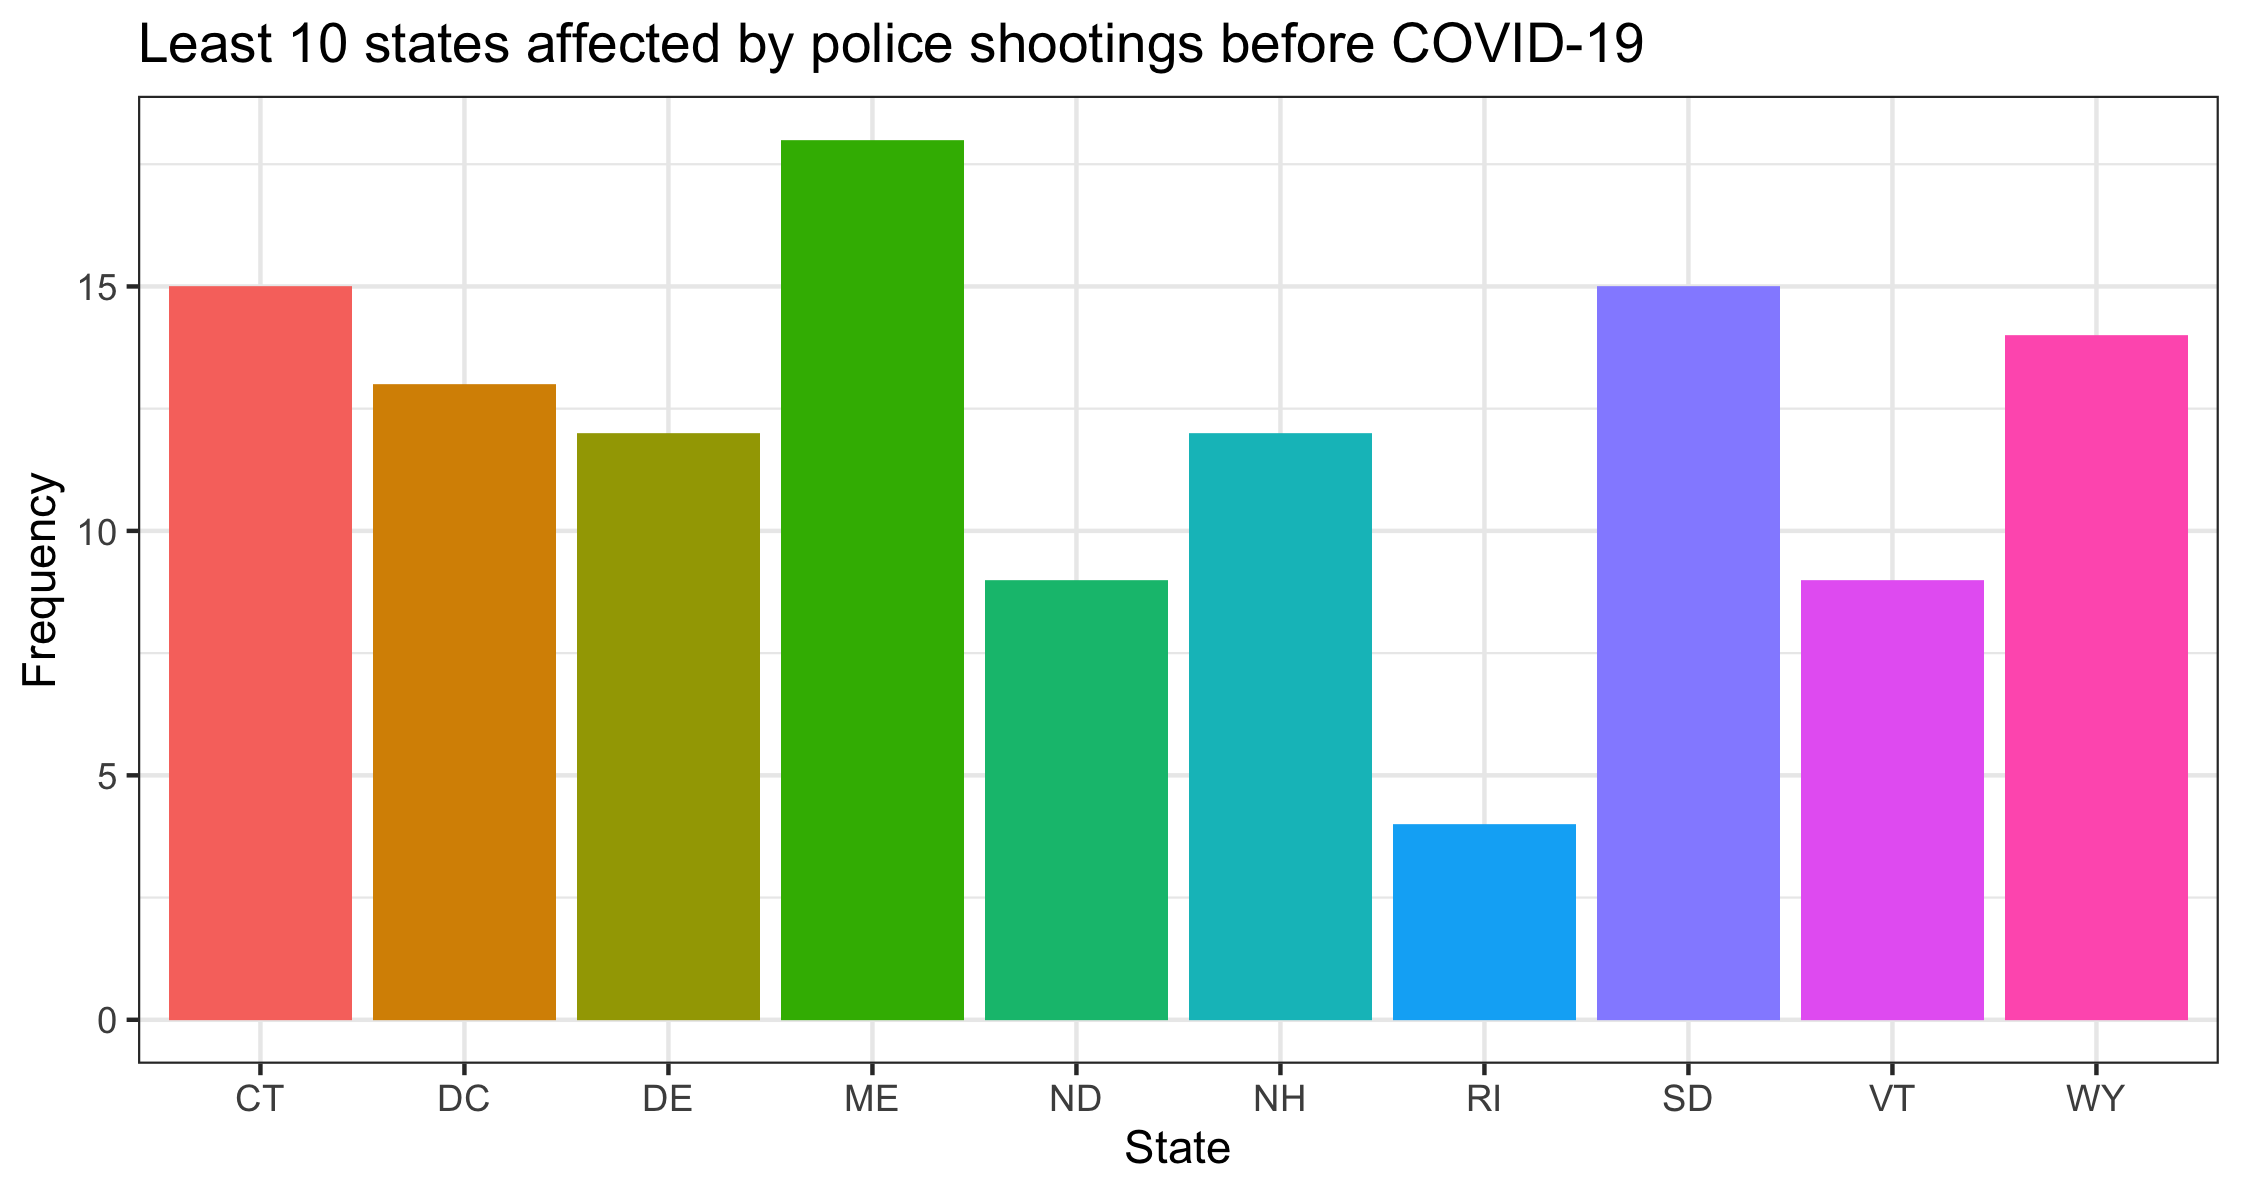 Least 10 states affected by police shootings before COVID-19
Frequency
15
10
5
0
CT DC DE ME ND NH RI SD VT WY
State